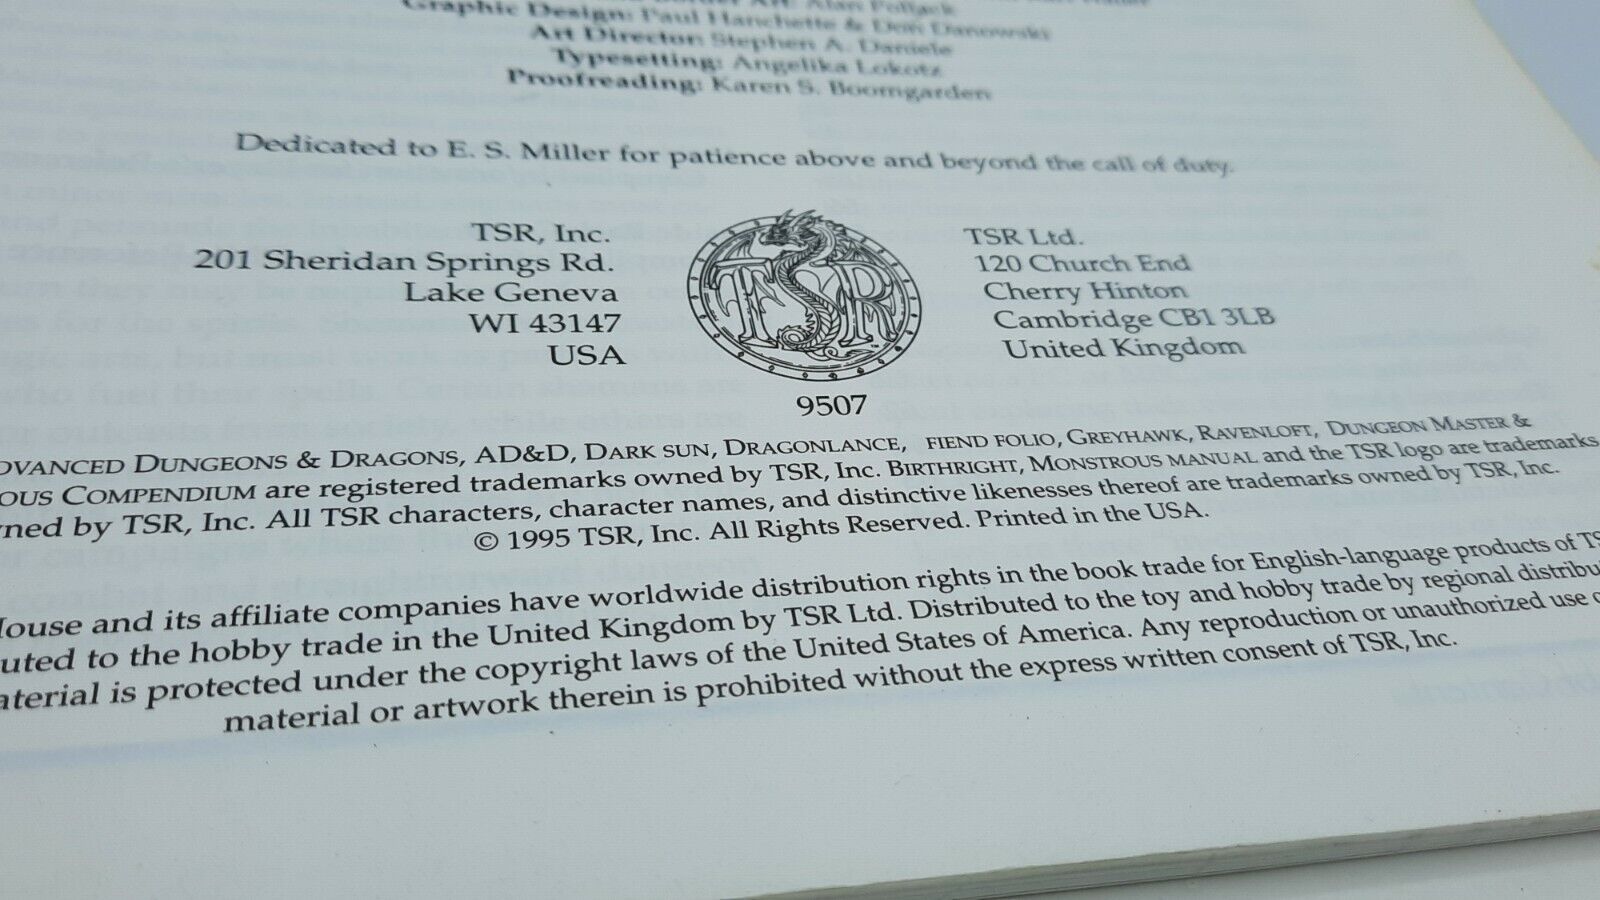 Border Art: Alan Pollack
Graphic Design: Paul Hanchette & Don Danowski
Art Director: Stephen A. Daniele
Typesetting: Angelika Lokotz
Proofreading: Karen S. Boomgarden
Dedicated to E. S. Miller for patience above and beyond the call of duty.
TSR, Inc.
201 Sheridan Springs Rd.
Lake Geneva
WI 43147
USA
TSR
TSR Ltd.
120 Church End
Cherry Hinton
Cambridge CB1 3LB
United Kingdom
9507
DVANCED DUNGEONS & DRAGONS, AD&D, DARK SUN, DRAGONLANCE, FIEND FOLIO, GREYHAWK, RAVENLOFT, DUNGEON MASTER &
OUS COMPENDIUM are registered trademarks owned by TSR, Inc. BIRTHRIGHT, MONSTROUS MANUAL and the TSR logo are trademarks
ned by TSR, Inc. All TSR characters, character names, and distinctive likenesses thereof are trademarks owned by TSR, Inc.
© 1995 TSR, Inc. All Rights Reserved. Printed in the USA.
House and its affiliate companies have worldwide distribution rights in the book trade for English-language products of TS
uted to the hobby trade in the United Kingdom by TSR Ltd. Distributed to the toy and hobby trade by regional distribu
aterial is protected under the copyright laws of the United States of America. Any reproduction or unauthorized use o
material or artwork therein is prohibited without the express written consent of TSR, Inc.